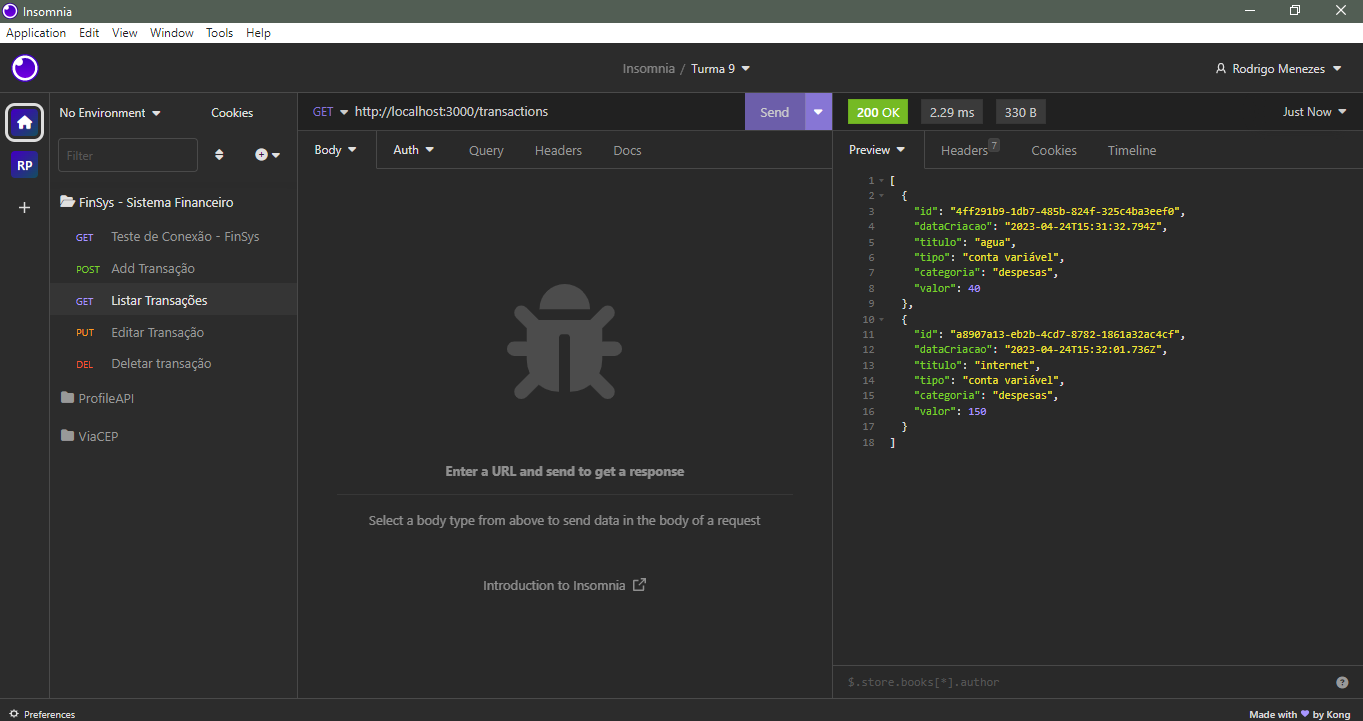 Insomnia
Application Edit View Window Tools Help
Insomnia / Turma 9
Rodrigo Menezes
No Environment Cookies
GET http://localhost:3000/transactions Send
200 OK 2.29 ms 330 B Just Now
Filter
Body Auth Query Headers Docs
Preview Headers 7 Cookies Timeline
RP
FinSys - Sistema Financeiro
GET Teste de Conexão - FinSys
POST Add Transação
GET Listar Transações
PUT Editar Transação
DEL Deletar transação
ProfileAPI
ViaCEP
Enter a URL and send to get a response
Select a body type from above to send data in the body of a request
Introduction to Insomnia
1 [
2 {
3 "id": "4ff291b9-1db7-485b-824f-325c4ba3eef0",
4 "dataCriacao": "2023-04-24T15:31:32.794Z",
5 "titulo": "agua",
6 "tipo": "conta variável",
7 "categoria": "despesas",
8 "valor": 40
9 },
10 {
11 "id": "a8907a13-eb2b-4cd7-8782-1861a32ac4cf",
12 "dataCriacao": "2023-04-24T15:32:01.736Z",
13 "titulo": "internet",
14 "tipo": "conta variável",
15 "categoria": "despesas",
16 "valor": 150
17 }
18 ]
$.store.books[*].author
Preferences
Made with ♥ by Kong